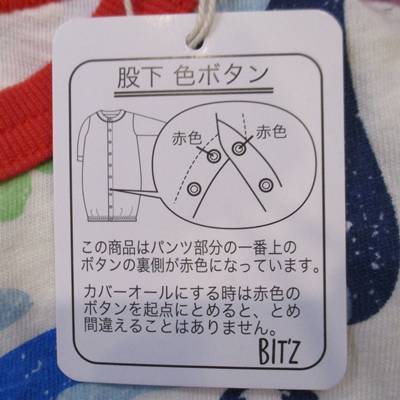 股下 色ボタン
赤色
赤色
この商品はパンツ部分の一番上の
ボタンの裏側が赤色になっています。
カバーオールにする時は赤色の
ボタンを起点にとめると、とめ
間違えることはありません。
BIT'Z